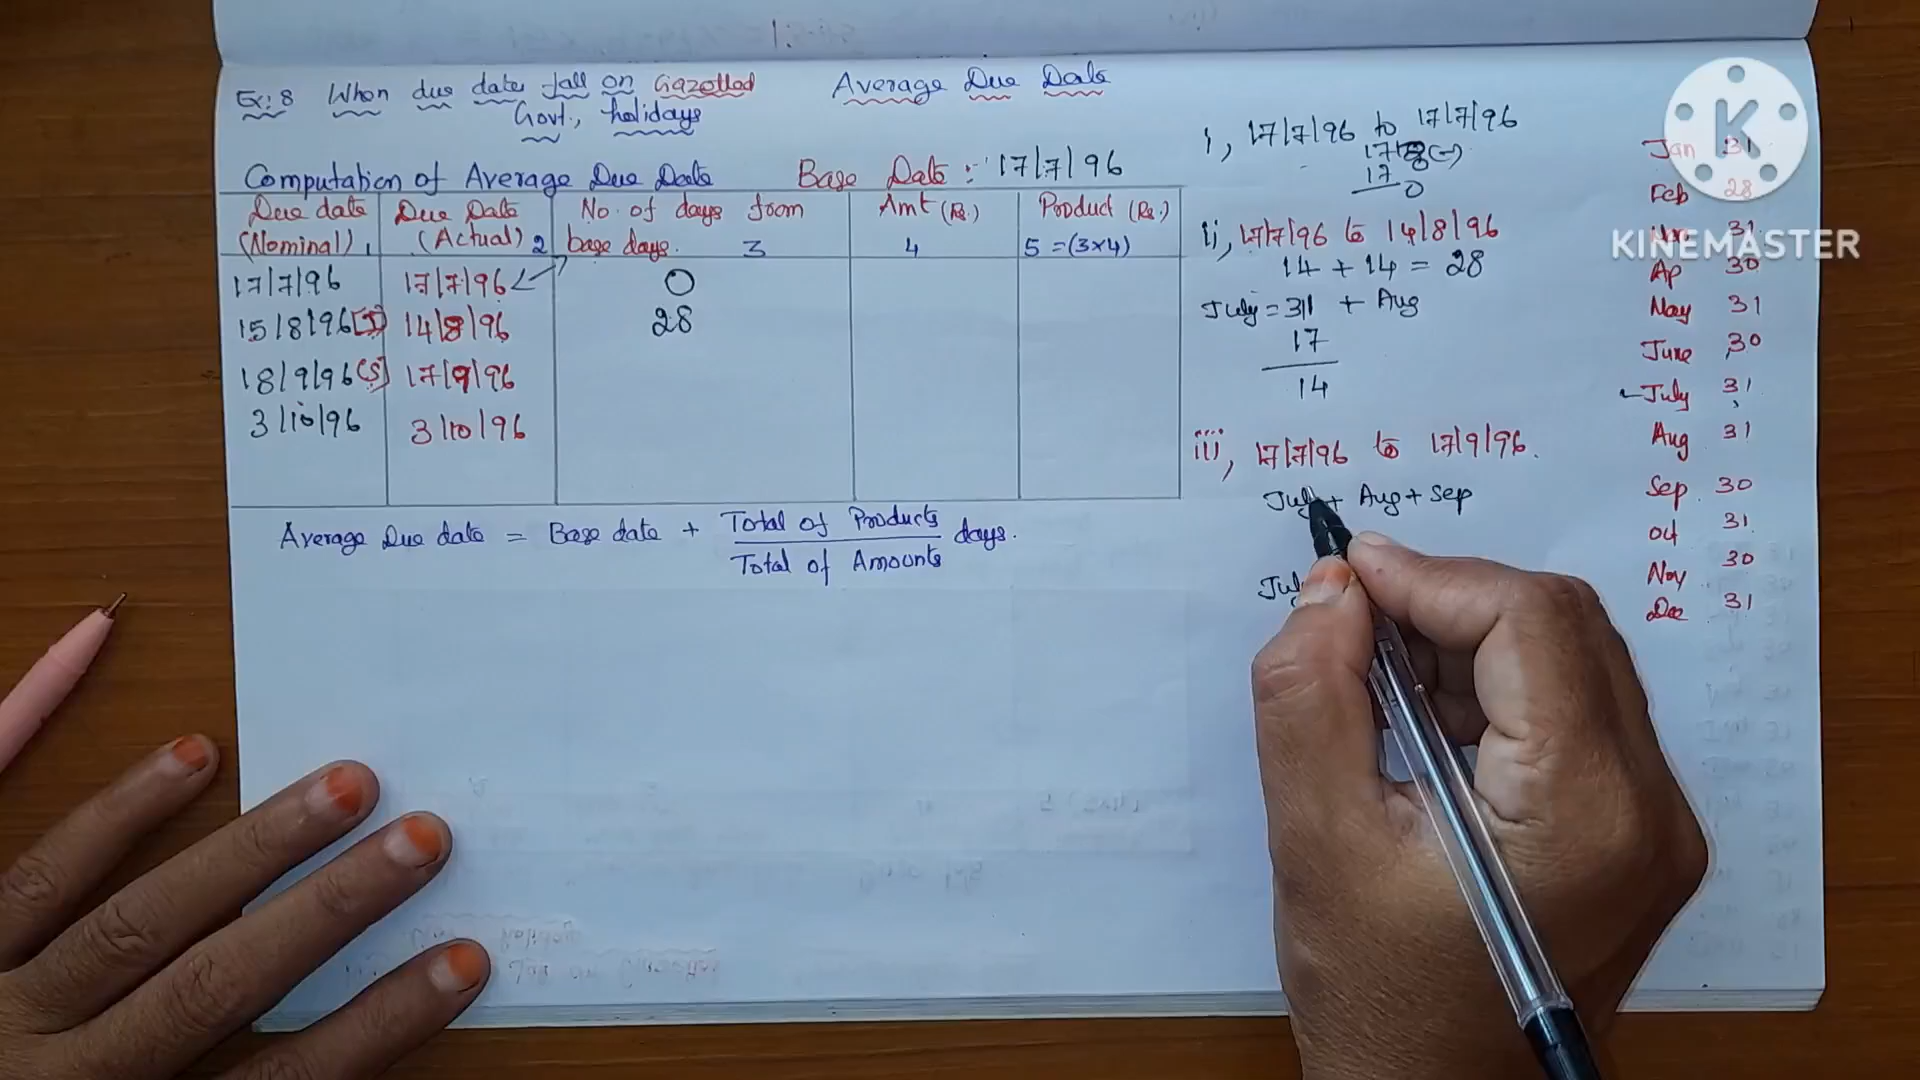 Ex: 8 When due date fall on Gazetted Average Due Date
Govt., holidays
Computation of Average Due Date Base Date : 17/7/96
Due date (Nominal) 1
Due Date (Actual) 2
No. of days from base days. 3
Amt (Rs.) 4
Product (Rs.) 5 = (3x4)
17/7/96 17/7/96 0
15/8/96 14/8/96 28
18/9/96 (S) 17/9/96
3/10/96 3/10/96
Average Due date = Base date + Total of Products / Total of Amounts days.
i, 17/7/96 to 17/7/96
17 (-)
17
0
ii, 17/7/96 to 14/8/96
14 + 14 = 28
July = 31 + Aug
17
14
iii, 17/7/96 to 17/9/96.
July + Aug + Sep
K
KINEMASTER
Jan 31
Feb 28
31
Ap 30
May 31
June 30
July 31
Aug 31
Sep 30
Oct 31
Nov 30
Dec 31